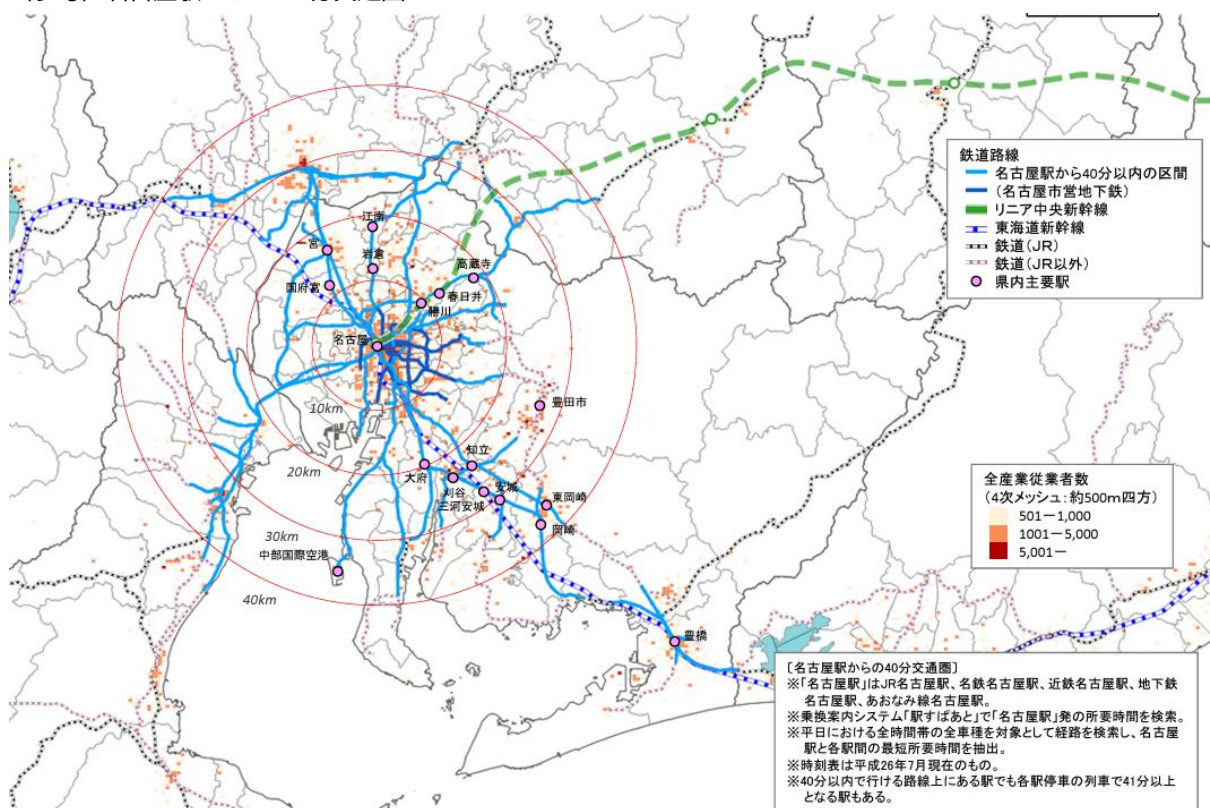 鉄道路線
名古屋駅から40分以内の区間
(名古屋市営地下鉄)
リニア中央新幹線
東海道新幹線
鉄道(JR)
鉄道(JR以外)
県内主要駅
江南
一宮
岩倉
高蔵寺
国府宮
春日井
勝川
名古屋
10km
豊田市
20km
知立
大府
刈谷
安城
三河安城
東岡崎
岡崎
30km
中部国際空港
40km
豊橋
全産業従業者数
(4次メッシュ:約500m四方)
501-1,000
1001-5,000
5,001-
〔名古屋駅からの40分交通圏〕
※「名古屋駅」はJR名古屋駅、名鉄名古屋駅、近鉄名古屋駅、地下鉄
名古屋駅、あおなみ線名古屋駅。
※乗換案内システム「駅すぱあと」で「名古屋駅」発の所要時間を検索。
※平日における全時間帯の全車種を対象として経路を検索し、名古屋
駅と各駅間の最短所要時間を抽出。
※時刻表は平成26年7月現在のもの。
※40分以内で行ける路線上にある駅でも各駅停車の列車で41分以上
となる駅もある。